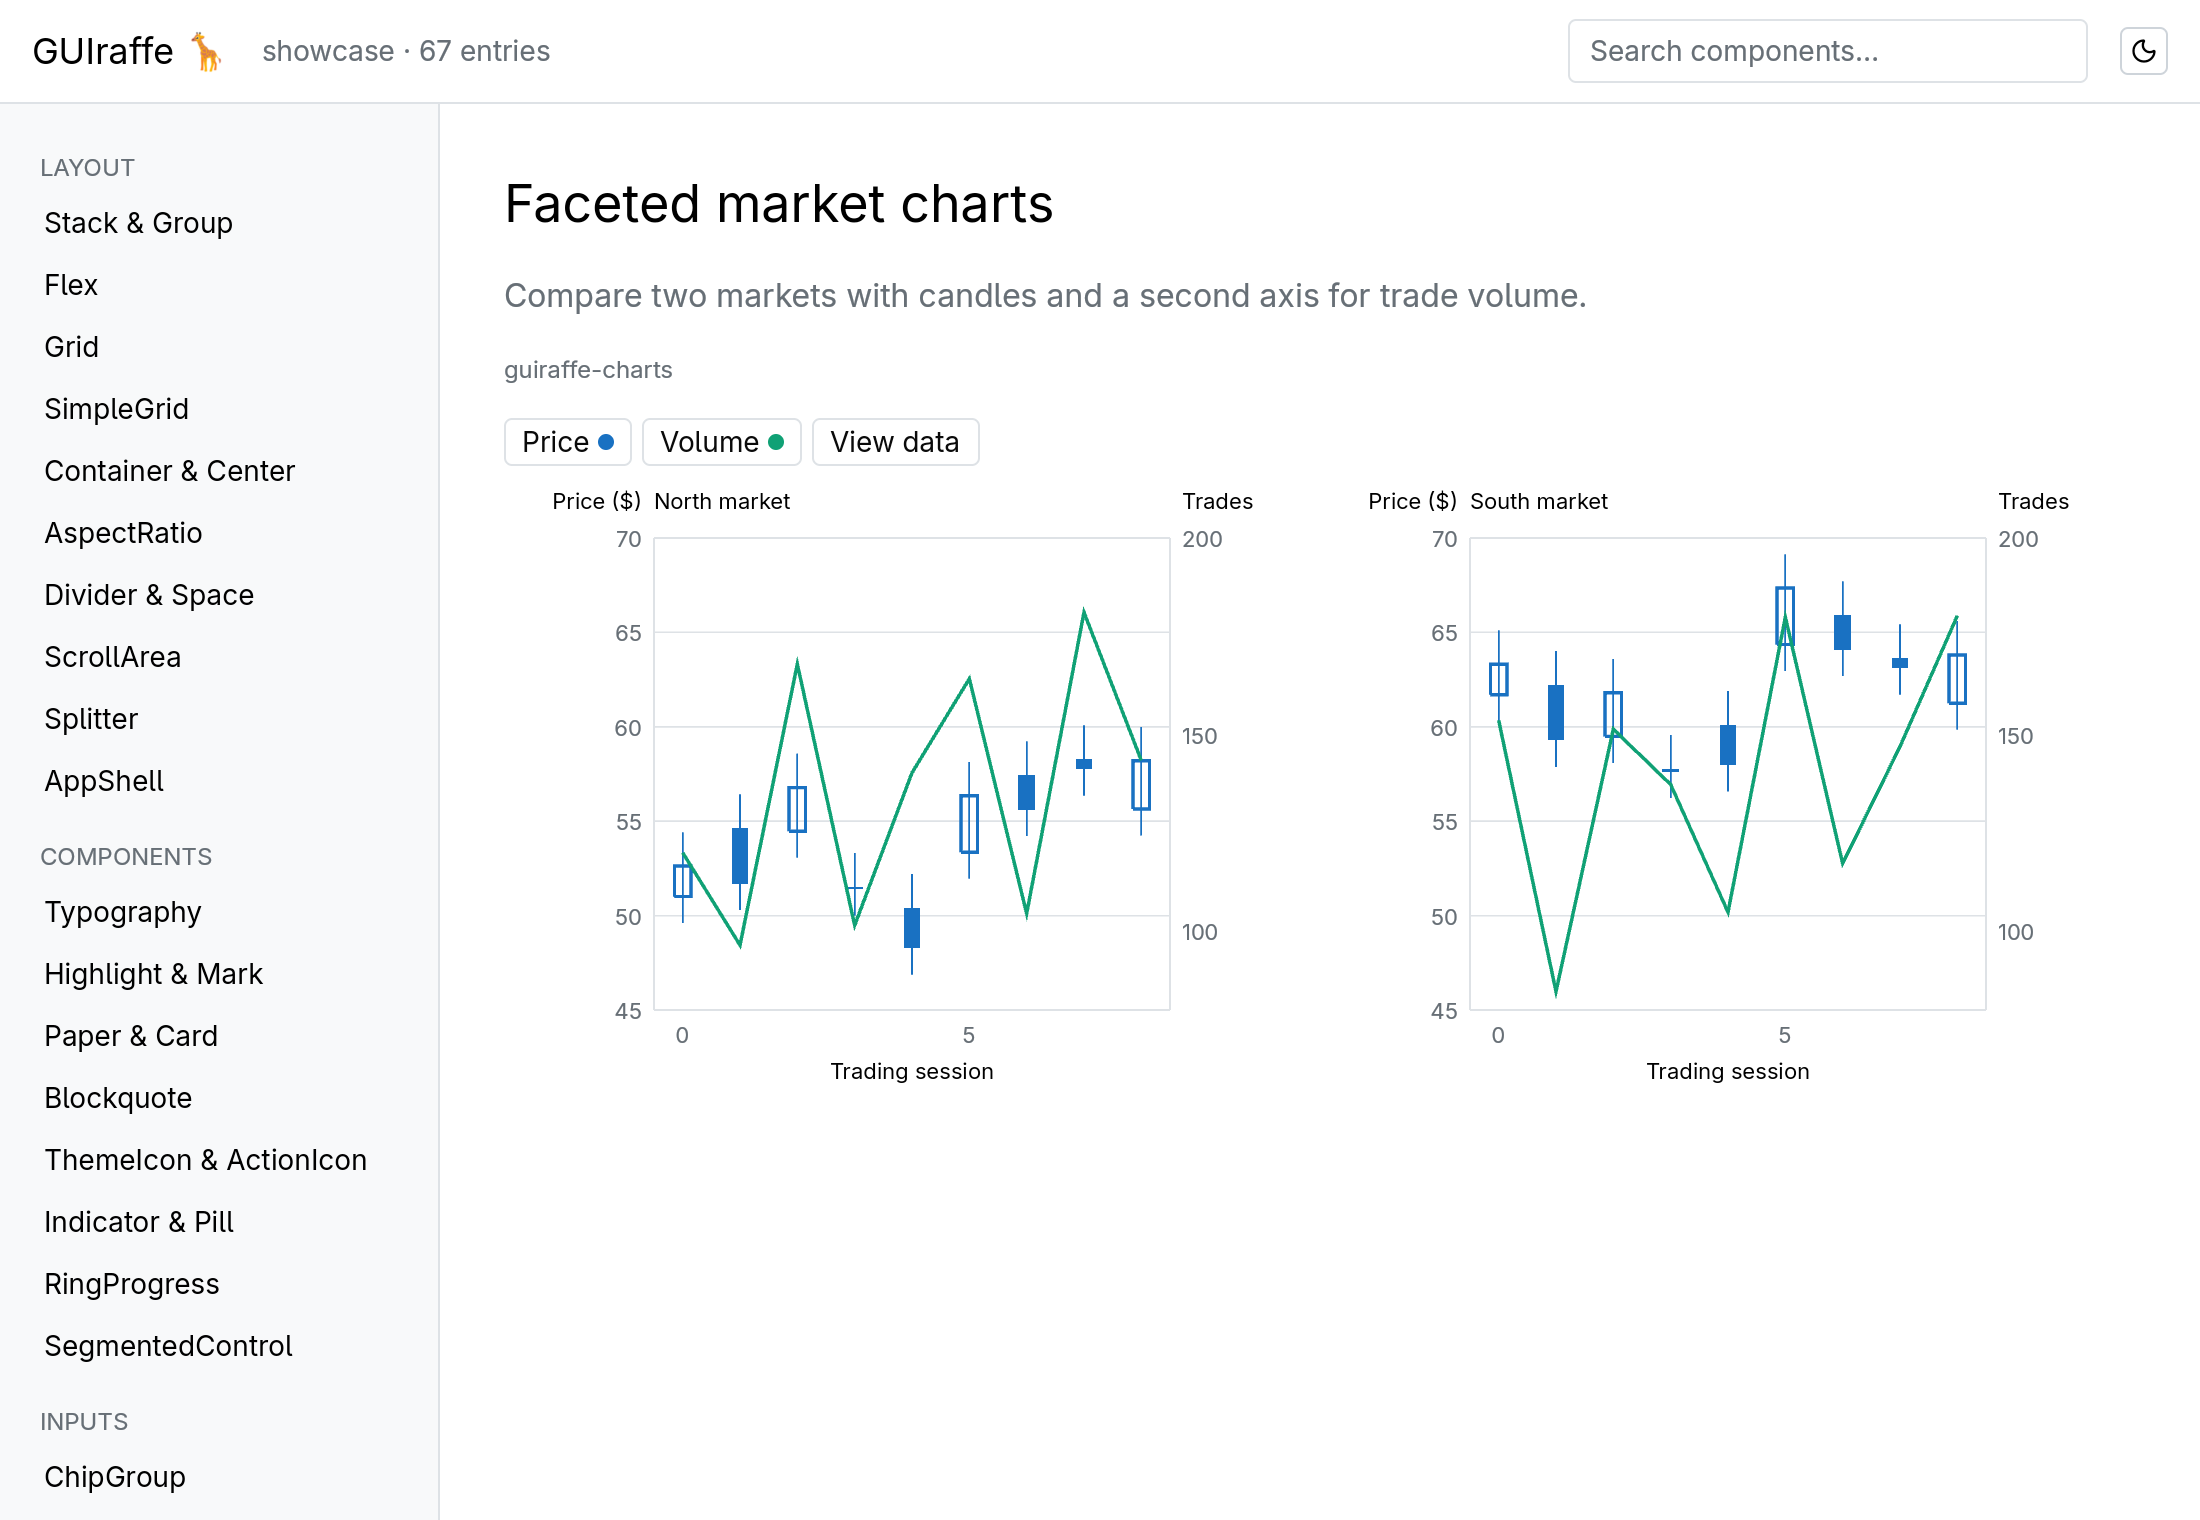 GUIraffe 🦒 showcase · 67 entries Search components...
LAYOUT
Stack & Group
Flex
Grid
SimpleGrid
Container & Center
AspectRatio
Divider & Space
ScrollArea
Splitter
AppShell
COMPONENTS
Typography
Highlight & Mark
Paper & Card
Blockquote
ThemeIcon & ActionIcon
Indicator & Pill
RingProgress
SegmentedControl
INPUTS
ChipGroup
Faceted market charts
Compare two markets with candles and a second axis for trade volume.
guiraffe-charts
Price Volume View data
Price ($) North market Trades
70 200
65
60 150
55
50 100
45
0 5
Trading session
Price ($) South market Trades
70 200
65
60 150
55
50 100
45
0 5
Trading session